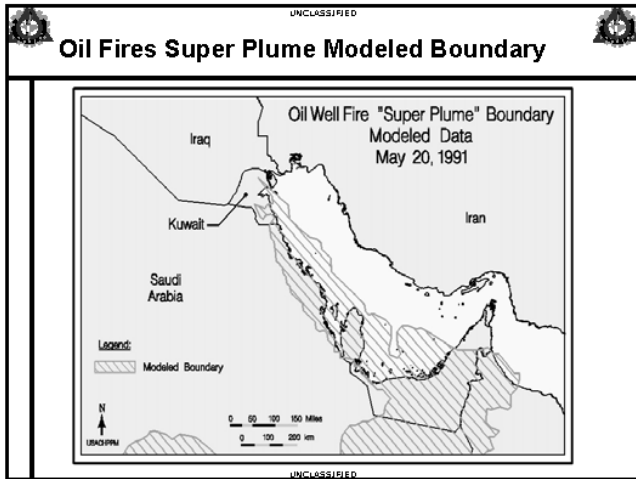 UNCLASSIFIED
Oil Fires Super Plume Modeled Boundary
Oil Well Fire "Super Plume" Boundary
Modeled Data
May 20, 1991
Iraq
Kuwait
Iran
Saudi
Arabia
Legend:
Modeled Boundary
N
USACHPPM
0 50 100 150 Miles
0 100 200 km
UNCLASSIFIED